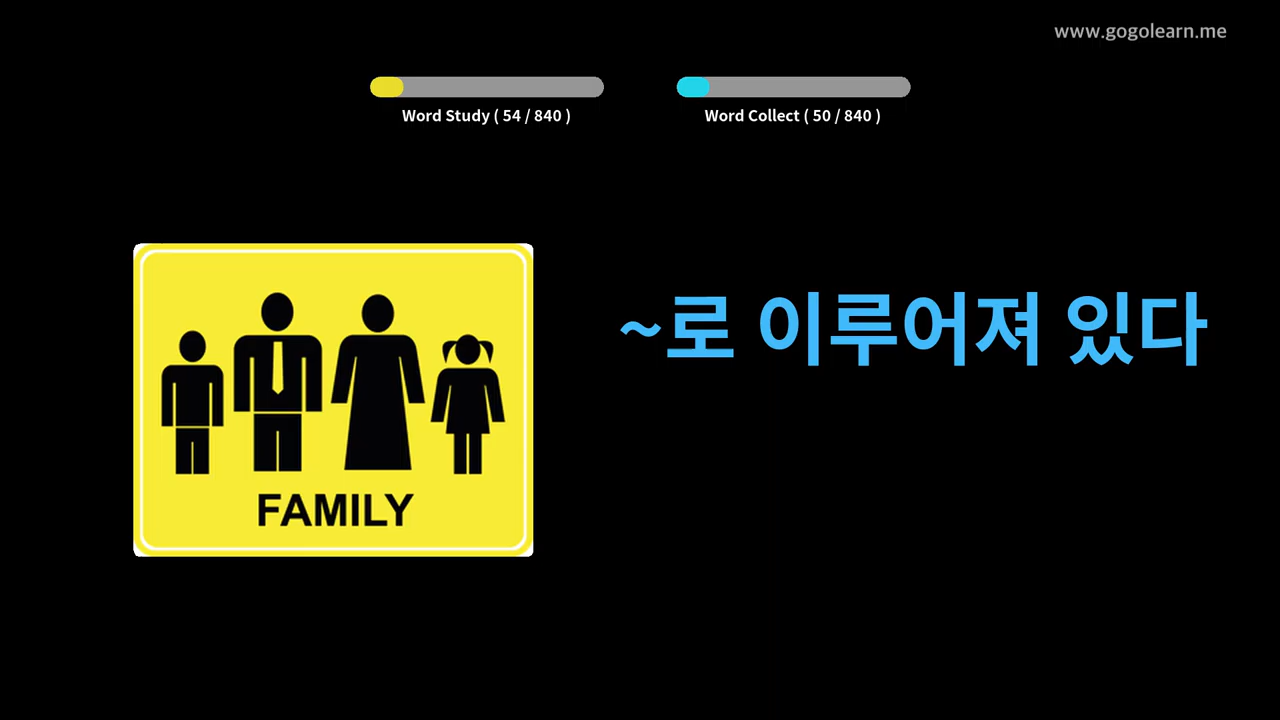 www.gogolearn.me
Word Study ( 54 / 840 )
Word Collect ( 50 / 840 )
~로 이루어져 있다
FAMILY